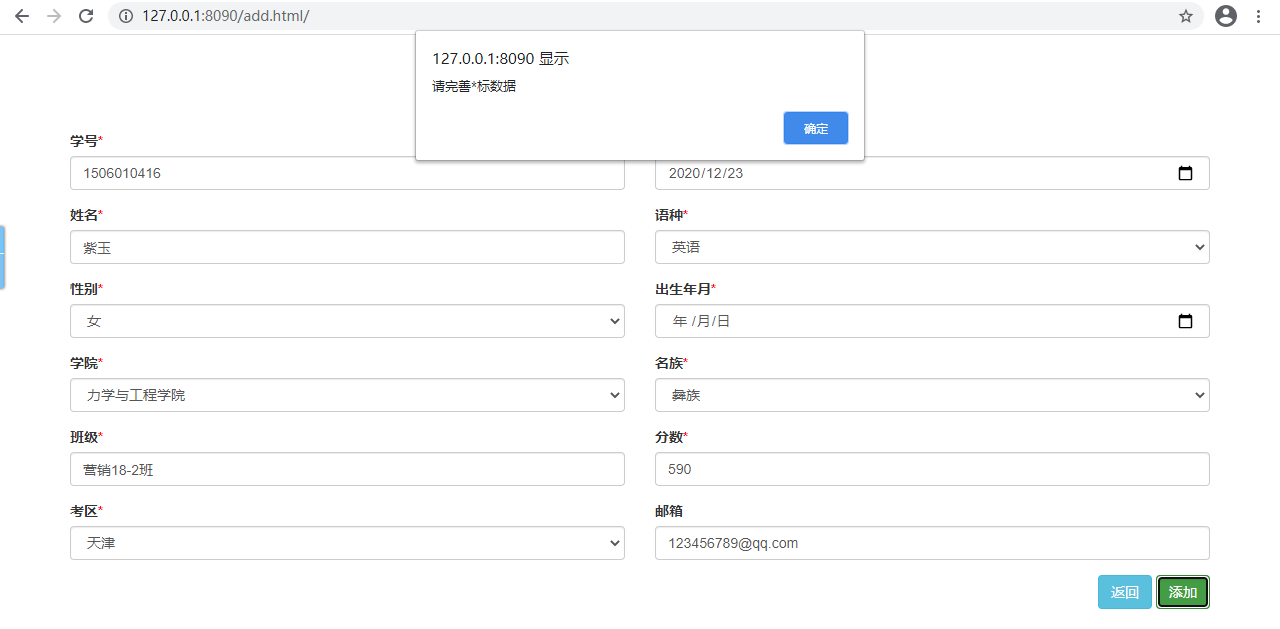 127.0.0.1:8090/add.html/
127.0.0.1:8090 显示
请完善*标数据
确定
学号*
1506010416
2020/12/23
姓名*
语种*
紫玉
英语
性别*
出生年月*
女
年 /月/日
学院*
名族*
力学与工程学院
彝族
班级*
分数*
营销18-2班
590
考区*
邮箱
天津
123456789@qq.com
返回
添加